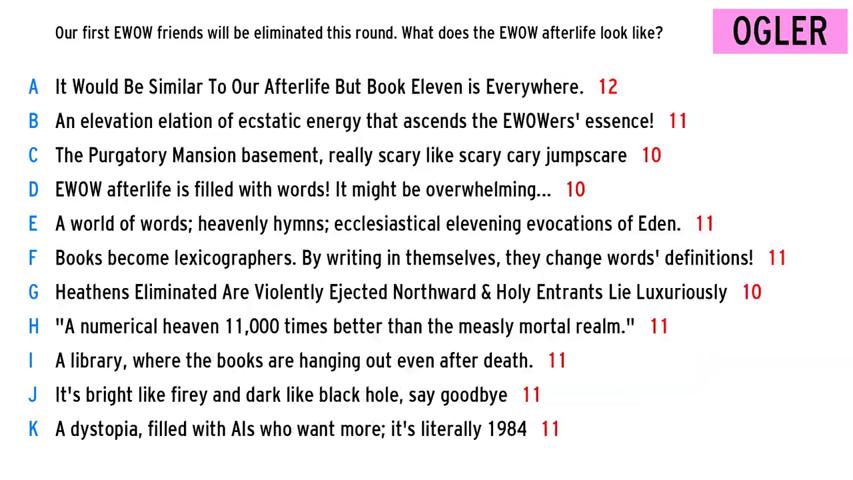 Our first EWOW friends will be eliminated this round. What does the EWOW afterlife look like?
OGLER
A It Would Be Similar To Our Afterlife But Book Eleven is Everywhere. 12
B An elevation elation of ecstatic energy that ascends the EWOWers' essence! 11
C The Purgatory Mansion basement, really scary like scary cary jumpscare 10
D EWOW afterlife is filled with words! It might be overwhelming... 10
E A world of words; heavenly hymns; ecclesiastical elevening evocations of Eden. 11
F Books become lexicographers. By writing in themselves, they change words' definitions! 11
G Heathens Eliminated Are Violently Ejected Northward & Holy Entrants Lie Luxuriously 10
H "A numerical heaven 11,000 times better than the measly mortal realm." 11
I A library, where the books are hanging out even after death. 11
J It's bright like firey and dark like black hole, say goodbye 11
K A dystopia, filled with AIs who want more; it's literally 1984 11